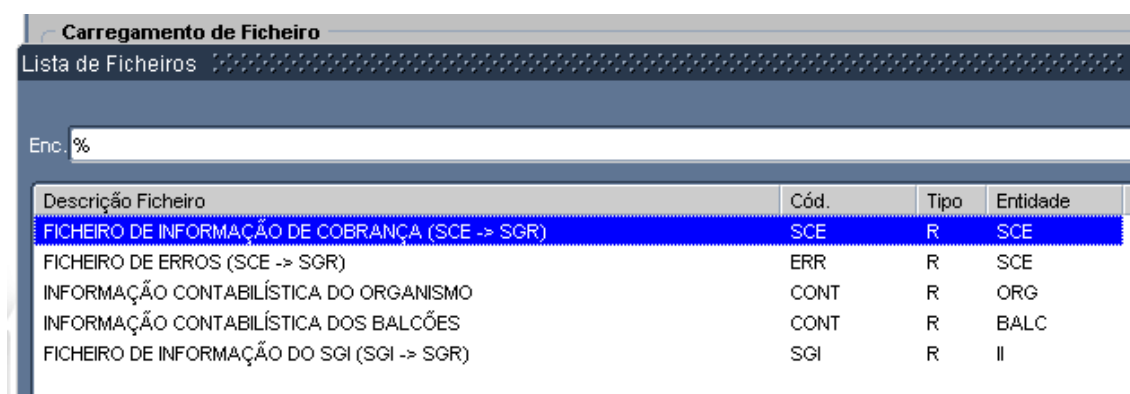 Carregamento de Ficheiro
Lista de Ficheiros
Enc. %
Descrição Ficheiro Cód. Tipo Entidade
FICHEIRO DE INFORMAÇÃO DE COBRANÇA (SCE -> SGR) SCE R SCE
FICHEIRO DE ERROS (SCE -> SGR) ERR R SCE
INFORMAÇÃO CONTABILÍSTICA DO ORGANISMO CONT R ORG
INFORMAÇÃO CONTABILÍSTICA DOS BALCÕES CONT R BALC
FICHEIRO DE INFORMAÇÃO DO SGI (SGI -> SGR) SGI R II